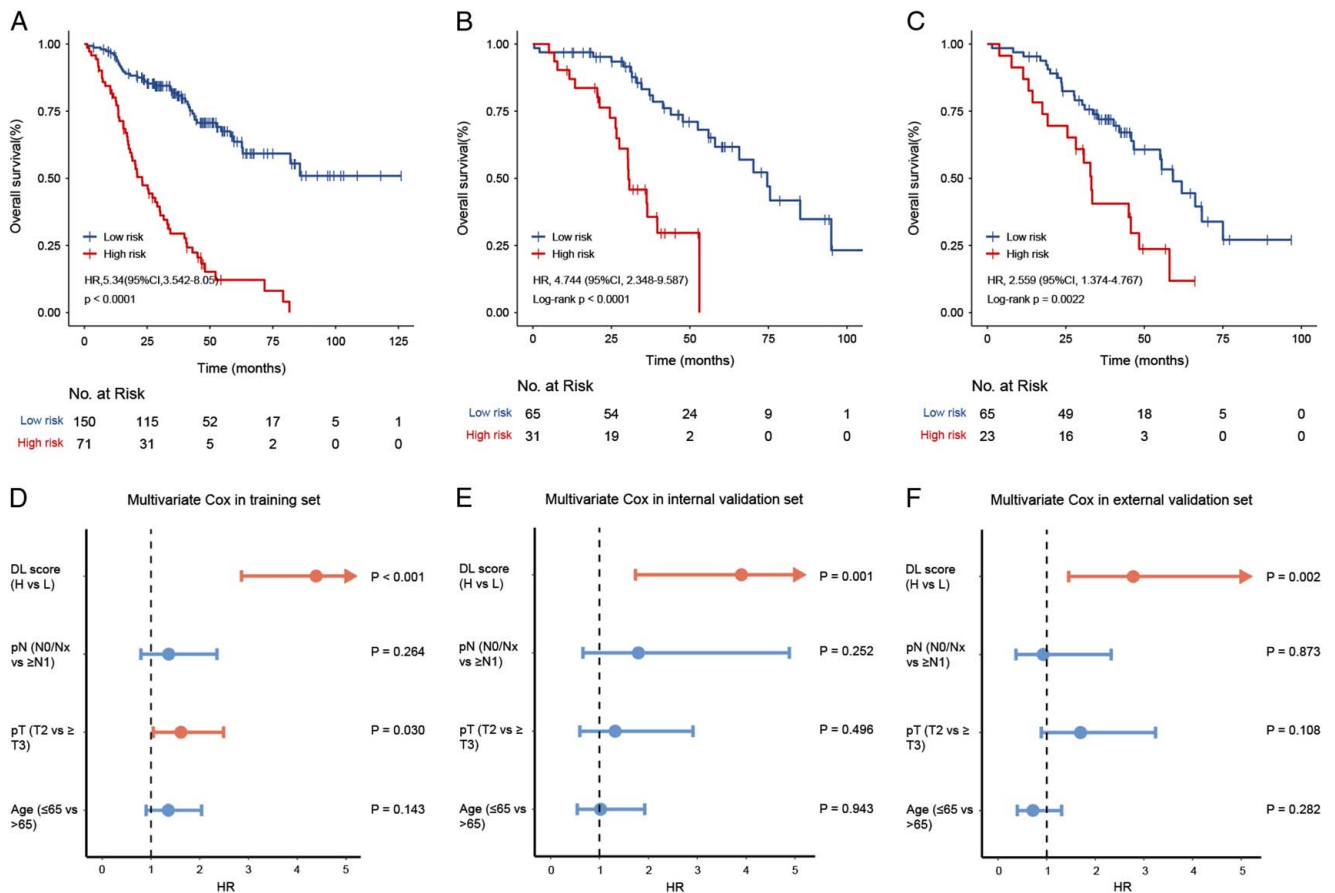 A
Overall survival(%)
1.00
0.75
0.50
0.25
0.00
Low risk
High risk
HR,5.34(95%CI,3.542-8.05)
p < 0.0001
0 25 50 75 100 125
Time (months)
No. at Risk
Low risk 150 115 52 17 5 1
High risk 71 31 5 2 0 0
B
Overall survival(%)
1.00
0.75
0.50
0.25
0.00
Low risk
High risk
HR, 4.744 (95%CI, 2.348-9.587)
Log-rank p < 0.0001
0 25 50 75 100
Time (months)
No. at Risk
Low risk 65 54 24 9 1
High risk 31 19 2 0 0
C
Overall survival(%)
1.00
0.75
0.50
0.25
0.00
Low risk
High risk
HR, 2.559 (95%CI, 1.374-4.767)
Log-rank p = 0.0022
0 25 50 75 100
Time (months)
No. at Risk
Low risk 65 49 18 5 0
High risk 23 16 3 0 0
D
Multivariate Cox in training set
DL score
(H vs L)
P < 0.001
pN (N0/Nx
vs ≥N1)
P = 0.264
pT (T2 vs ≥
T3)
P = 0.030
Age (≤65 vs
>65)
P = 0.143
0 1 2 3 4 5
HR
E
Multivariate Cox in internal validation set
DL score
(H vs L)
P = 0.001
pN (N0/Nx
vs ≥N1)
P = 0.252
pT (T2 vs ≥
T3)
P = 0.496
Age (≤65 vs
>65)
P = 0.943
0 1 2 3 4 5
HR
F
Multivariate Cox in external validation set
DL score
(H vs L)
P = 0.002
pN (N0/Nx
vs ≥N1)
P = 0.873
pT (T2 vs ≥
T3)
P = 0.108
Age (≤65 vs
>65)
P = 0.282
0 1 2 3 4 5
HR